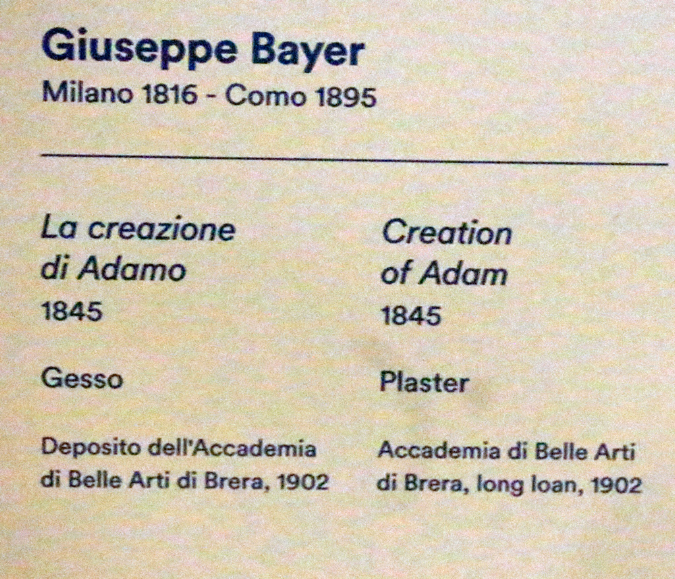 Giuseppe Bayer
Milano 1816 - Como 1895
La creazione
di Adamo
1845
Gesso
Deposito dell'Accademia
di Belle Arti di Brera, 1902
Creation
of Adam
1845
Plaster
Accademia di Belle Arti
di Brera, long loan, 1902